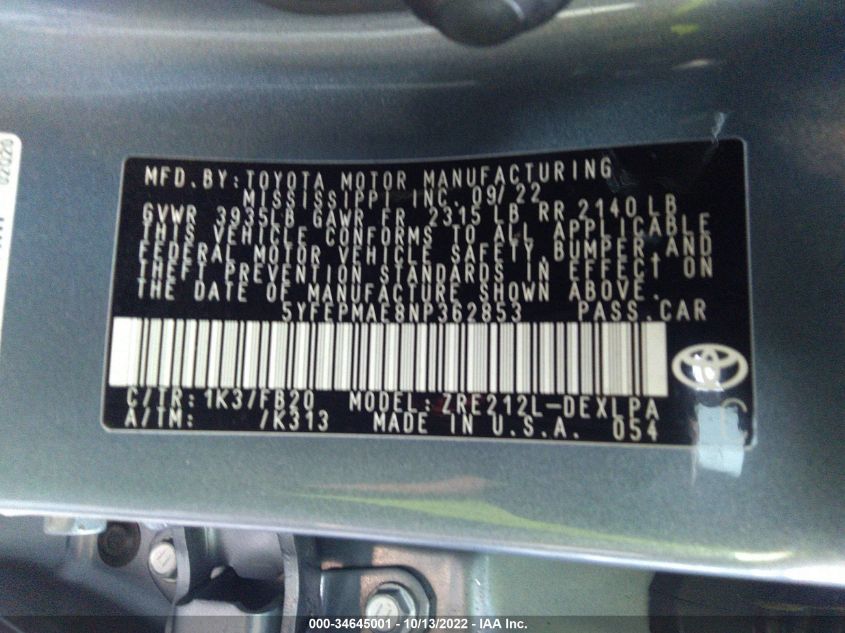 MFD. BY: TOYOTA MOTOR MANUFACTURING
MISSISSIPPI INC. 09/22
GVWR 3935LB GAWR FR 2315 LB RR 2140 LB
THIS VEHICLE CONFORMS TO ALL APPLICABLE
FEDERAL MOTOR VEHICLE SAFETY, BUMPER, AND
THEFT PREVENTION STANDARDS IN EFFECT ON
THE DATE OF MANUFACTURE SHOWN ABOVE.
5YFEPMAE8NP362853 PASS. CAR
C/TR: 1K3/FB20 MODEL: ZRE212L-DEXLPA
A/TM: /K313 MADE IN U.S.A. 054
000-34645001 - 10/13/2022 - IAA Inc.